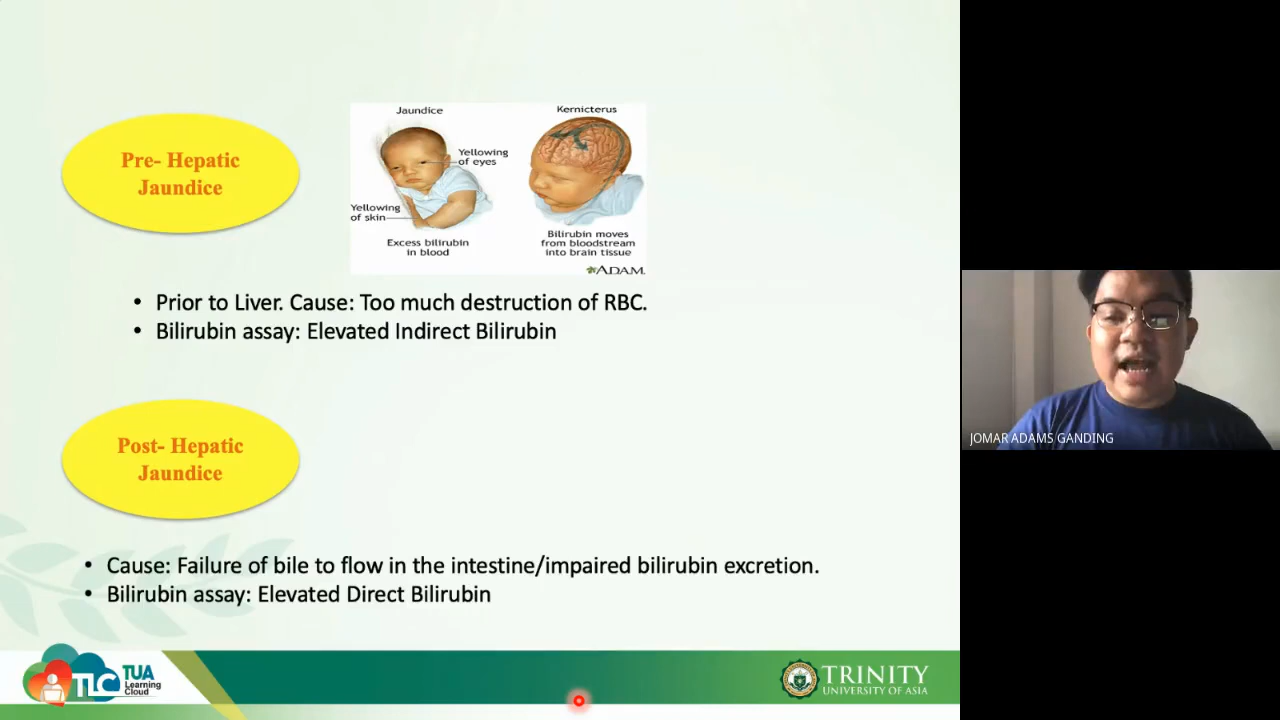 Pre- Hepatic
Jaundice
Jaundice
Yellowing
of eyes
Yellowing
of skin
Excess bilirubin
in blood
Kernicterus
Bilirubin moves
from bloodstream
into brain tissue
ADAM.
• Prior to Liver. Cause: Too much destruction of RBC.
• Bilirubin assay: Elevated Indirect Bilirubin
Post- Hepatic
Jaundice
• Cause: Failure of bile to flow in the intestine/impaired bilirubin excretion.
• Bilirubin assay: Elevated Direct Bilirubin
TLC
TUA
Learning
Cloud
TRINITY
UNIVERSITY OF ASIA
JOMAR ADAMS GANDING